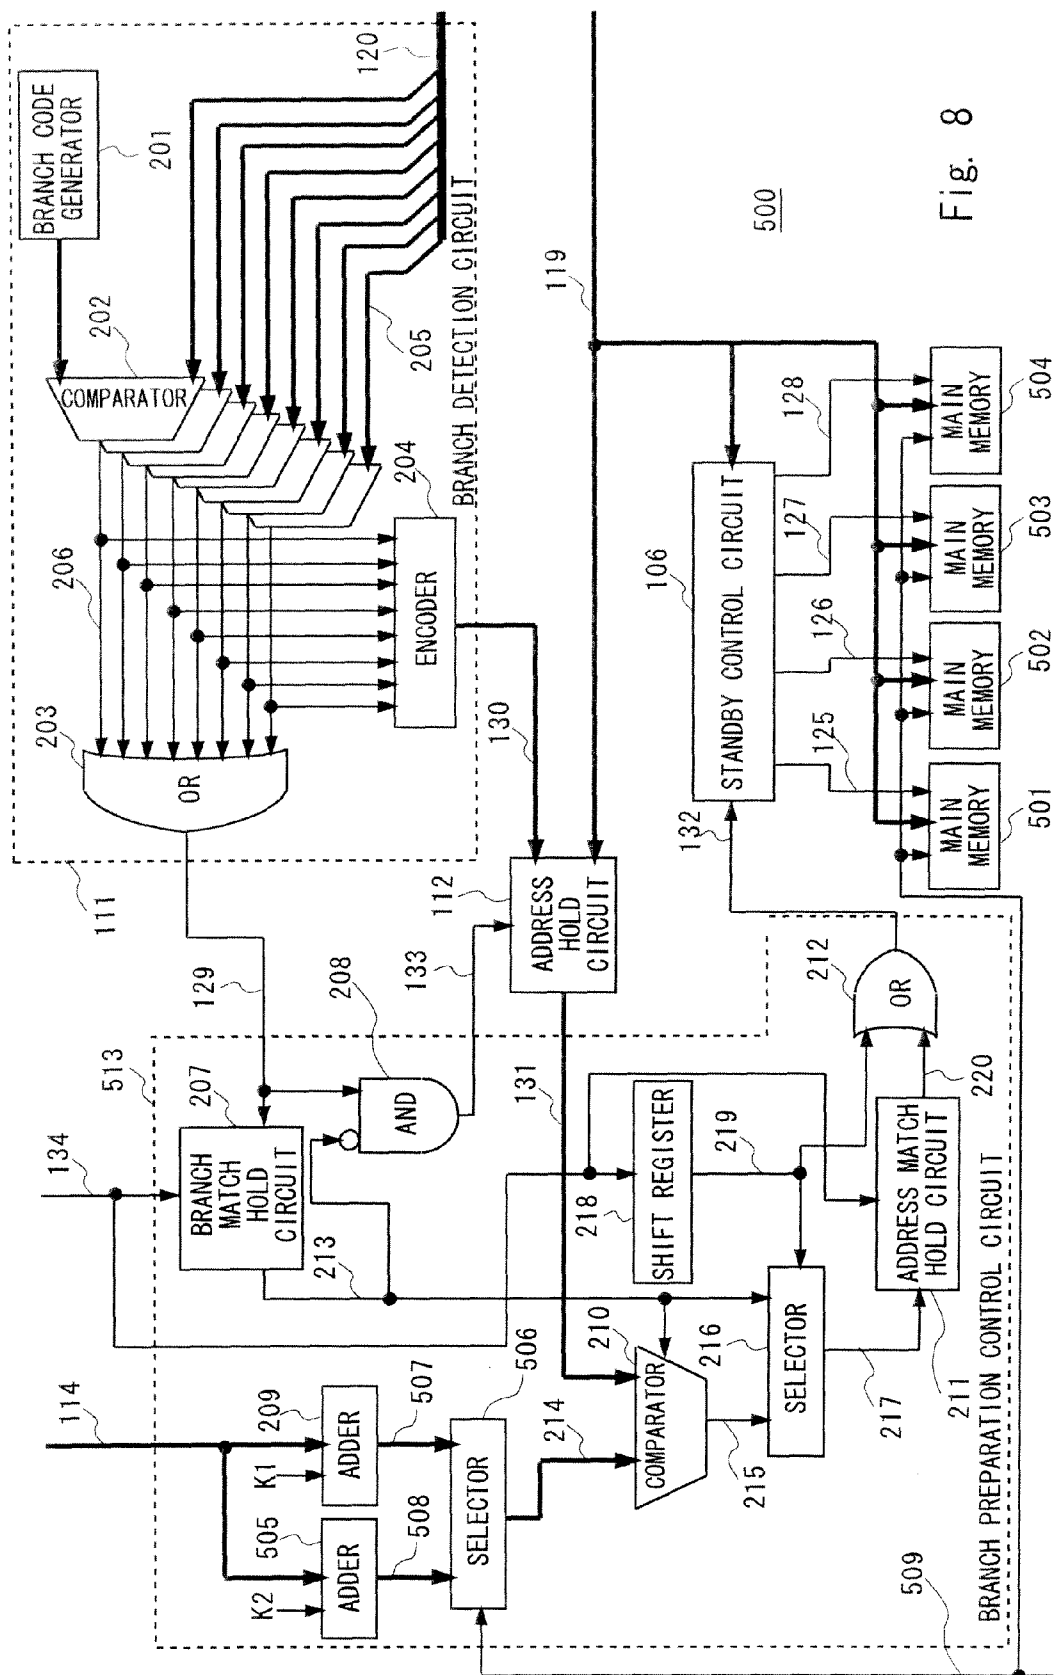 BRANCH CODE
GENERATOR
201
120
202
COMPARATOR
205
BRANCH DETECTION CIRCUIT
206
204
ENCODER
203
OR
111
130
129
112
ADDRESS
HOLD
CIRCUIT
133
119
500
Fig. 8
106
STANDBY CONTROL CIRCUIT
132
125
126
127
128
MAIN
MEMORY
501
MAIN
MEMORY
502
MAIN
MEMORY
503
MAIN
MEMORY
504
513
134
207
BRANCH
MATCH
HOLD
CIRCUIT
208
AND
213
131
114
K2
505
ADDER
508
K1
209
ADDER
507
506
SELECTOR
214
210
COMPARATOR
215
218
SHIFT REGISTER
219
216
SELECTOR
217
212
OR
220
ADDRESS MATCH
HOLD CIRCUIT
211
BRANCH PREPARATION CONTROL CIRCUIT
509